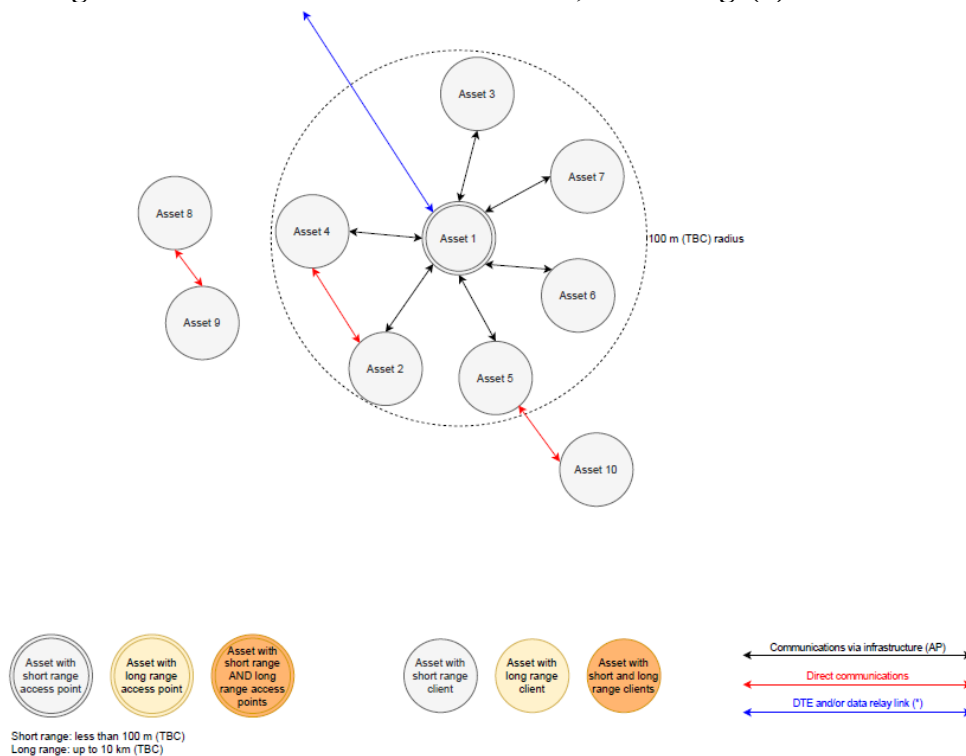 Asset 3
Asset 7
Asset 8
Asset 4
Asset 1
100 m (TBC) radius
Asset 6
Asset 9
Asset 2
Asset 5
Asset 10
Asset with
short range
access point
Asset with
long range
access point
Asset with
short range
AND long
range access
points
Asset with
short range
client
Asset with
long range
client
Asset with
short and long
range clients
Communications via infrastructure (AP)
Direct communications
DTE and/or data relay link (*)
Short range: less than 100 m (TBC)
Long range: up to 10 km (TBC)